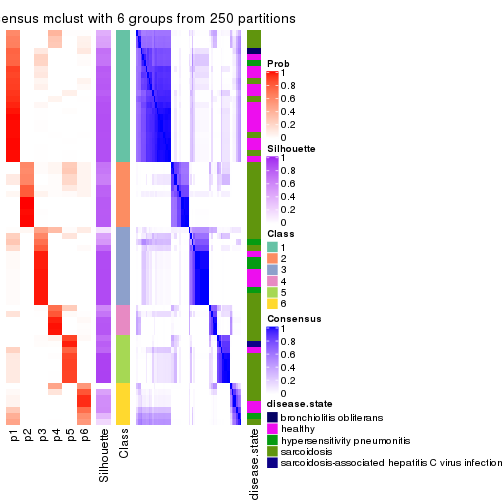 ensus mclust with 6 groups from 250 partitions
Prob
1
0.8
0.6
0.4
0.2
0
Silhouette
1
0.8
0.6
0.4
0.2
0
Class
1
2
3
4
5
6
Consensus
1
0.8
0.6
0.4
0.2
0
disease.state
bronchiolitis obliterans
healthy
hypersensitivity pneumonitis
sarcoidosis
sarcoidosis-associated hepatitis C virus infection
p1
p2
p3
p4
p5
p6
Silhouette
Class
disease.state